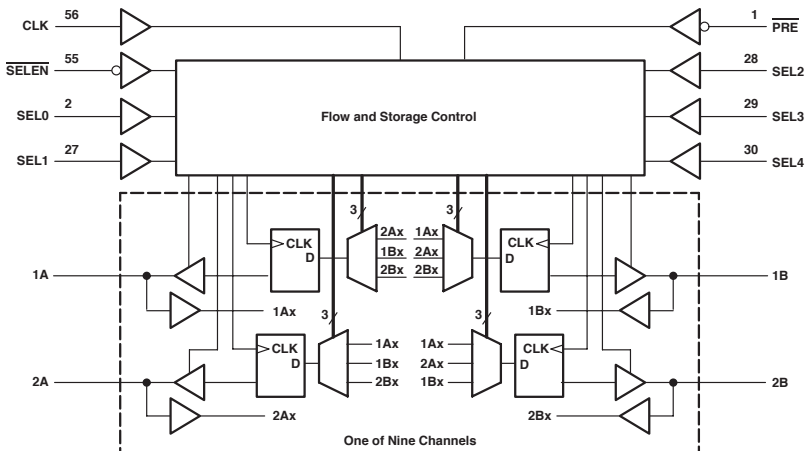 CLK 56
1 PRE
SELEN 55
28 SEL2
SEL0 2
Flow and Storage Control
29 SEL3
SEL1 27
30 SEL4
3
3
CLK
D
2Ax
1Bx
2Bx
1Ax
2Ax
2Bx
CLK
D
1A
1B
1Ax
1Bx
3
3
CLK
D
1Ax
1Bx
2Bx
1Ax
2Ax
1Bx
CLK
D
2A
2B
2Ax
2Bx
One of Nine Channels